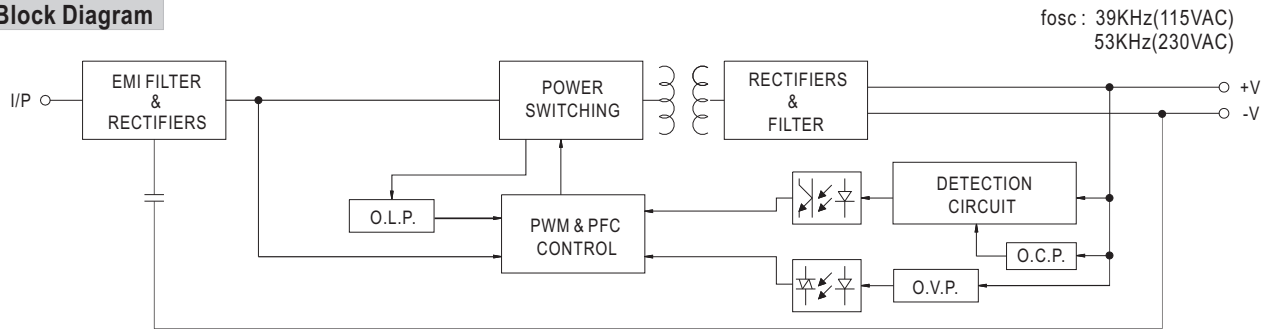 Block Diagram
fosc : 39KHz(115VAC)
53KHz(230VAC)
I/P
EMI FILTER
&
RECTIFIERS
POWER
SWITCHING
RECTIFIERS
&
FILTER
+V
-V
O.L.P.
PWM & PFC
CONTROL
DETECTION
CIRCUIT
O.C.P.
O.V.P.